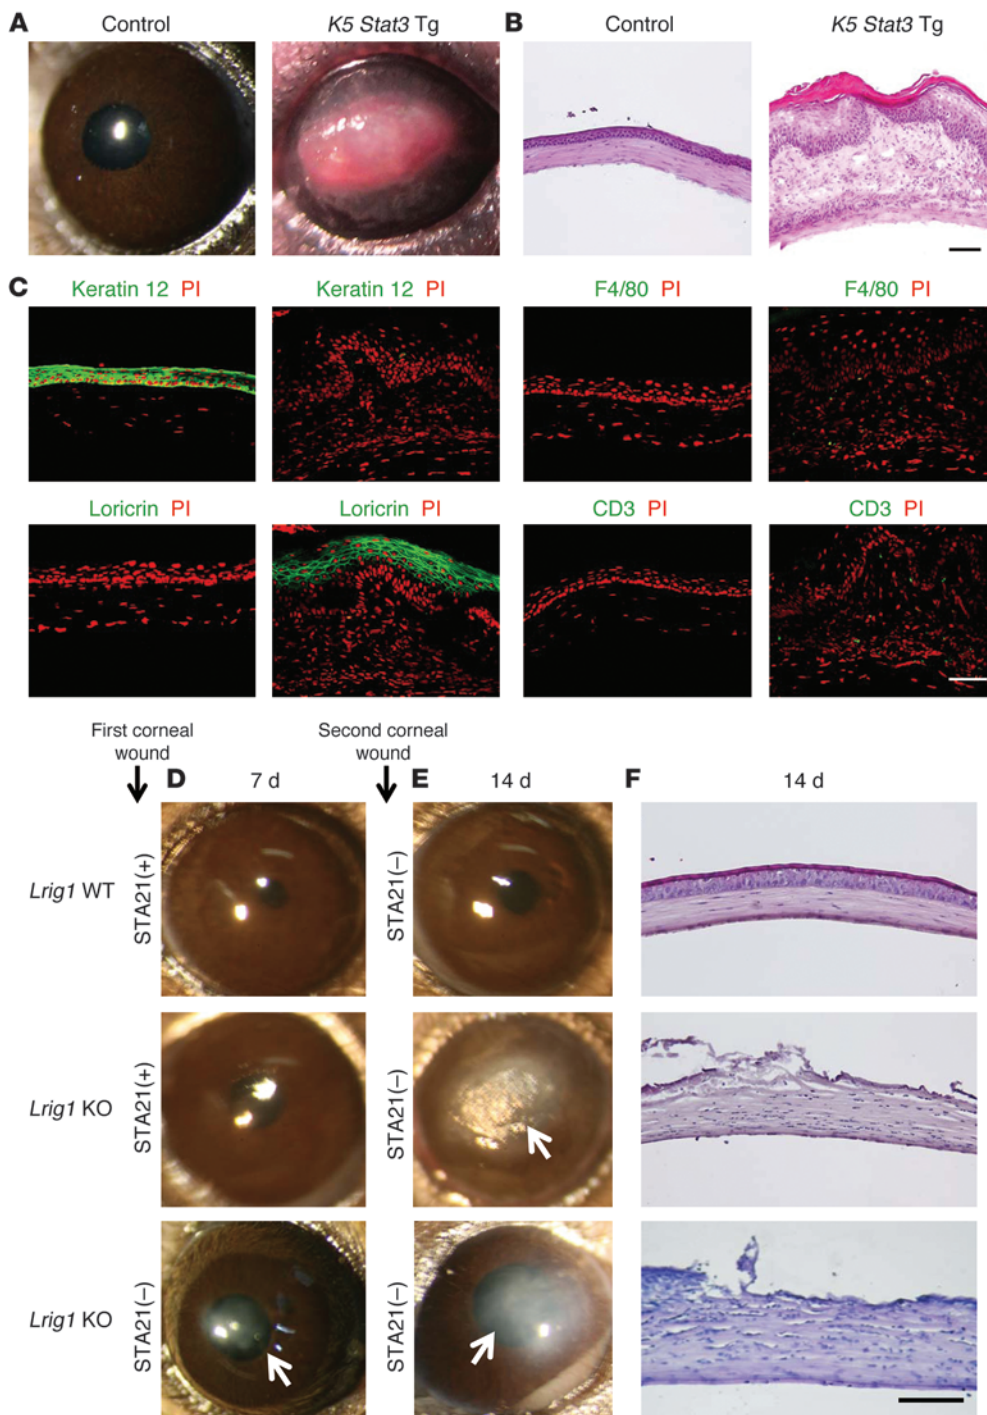 A
Control
K5 Stat3 Tg
B
Control
K5 Stat3 Tg
C
Keratin 12 PI
Keratin 12 PI
F4/80 PI
F4/80 PI
Loricrin PI
Loricrin PI
CD3 PI
CD3 PI
First corneal
wound
Second corneal
wound
D
7 d
E
14 d
F
14 d
Lrig1 WT
STA21(+)
STA21(–)
Lrig1 KO
STA21(+)
STA21(–)
Lrig1 KO
STA21(–)
STA21(–)